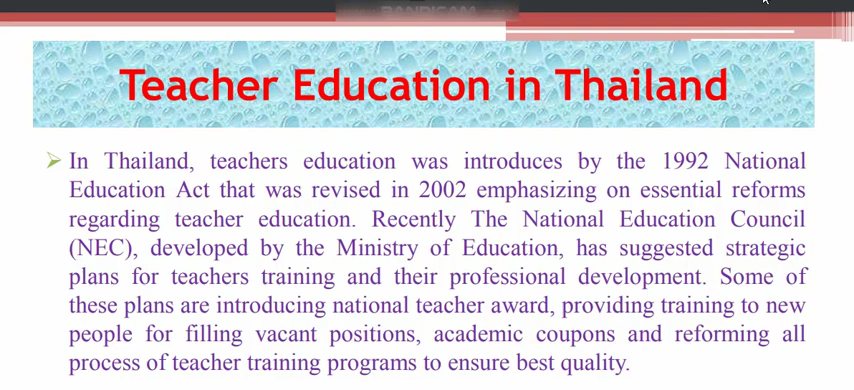 BANDICAM
Teacher Education in Thailand
In Thailand, teachers education was introduces by the 1992 National
Education Act that was revised in 2002 emphasizing on essential reforms
regarding teacher education. Recently The National Education Council
(NEC), developed by the Ministry of Education, has suggested strategic
plans for teachers training and their professional development. Some of
these plans are introducing national teacher award, providing training to new
people for filling vacant positions, academic coupons and reforming all
process of teacher training programs to ensure best quality.